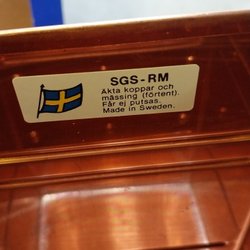 SGS-RM
Äkta koppar och
mässing (förtent).
Får ej putsas.
Made in Sweden.